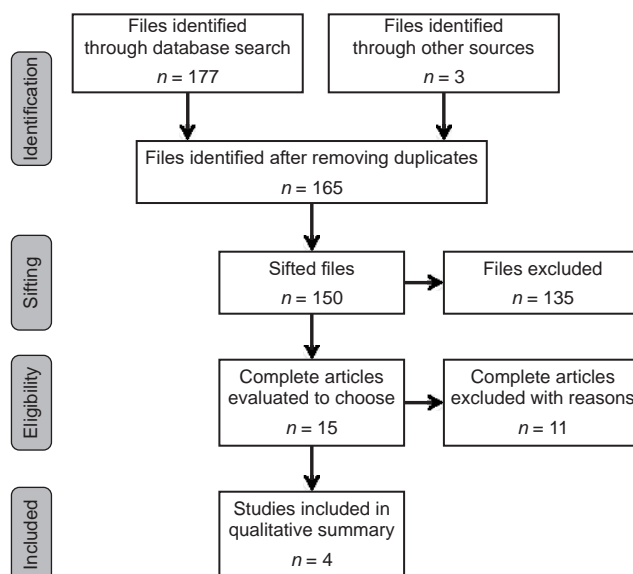 Identification
Files identified
through database search
n = 177
Files identified
through other sources
n = 3
Files identified after removing duplicates
n = 165
Sifting
Sifted files
n = 150
Files excluded
n = 135
Eligibility
Complete articles
evaluated to choose
n = 15
Complete articles
excluded with reasons
n = 11
Included
Studies included in
qualitative summary
n = 4